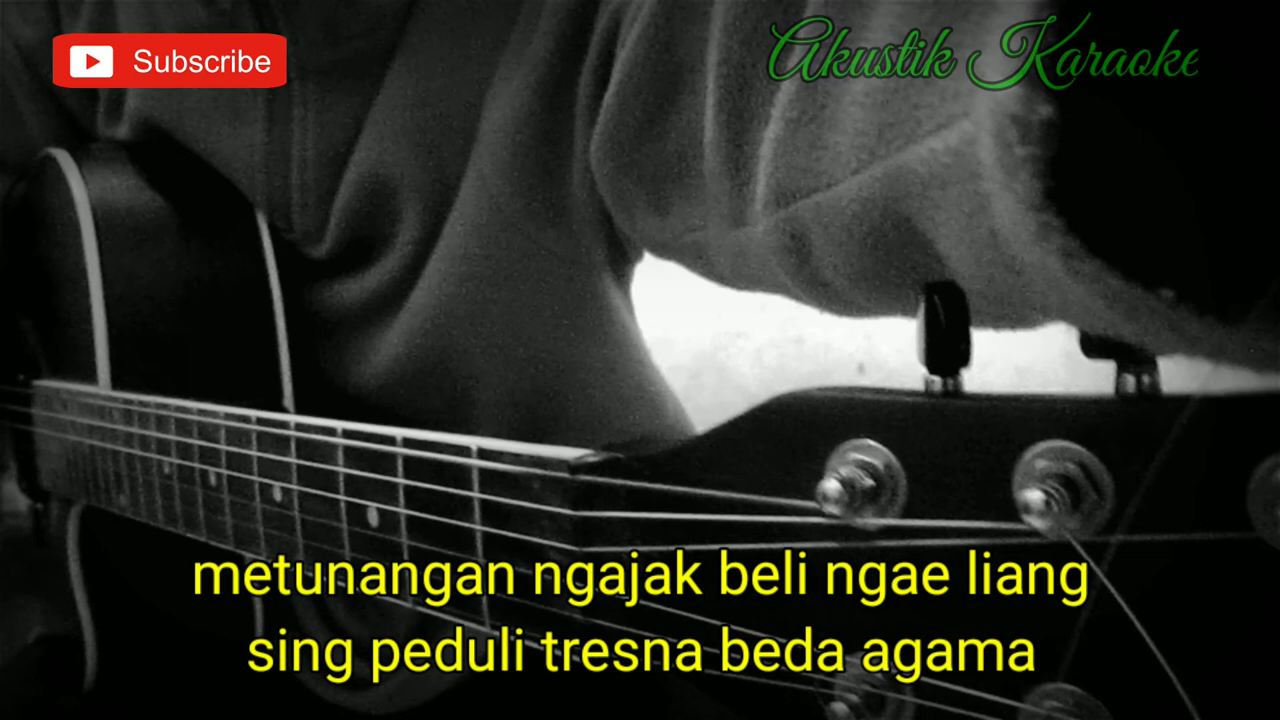 Subscribe
Akustik Karaoke
metunangan ngajak beli ngae liang
sing peduli tresna beda agama